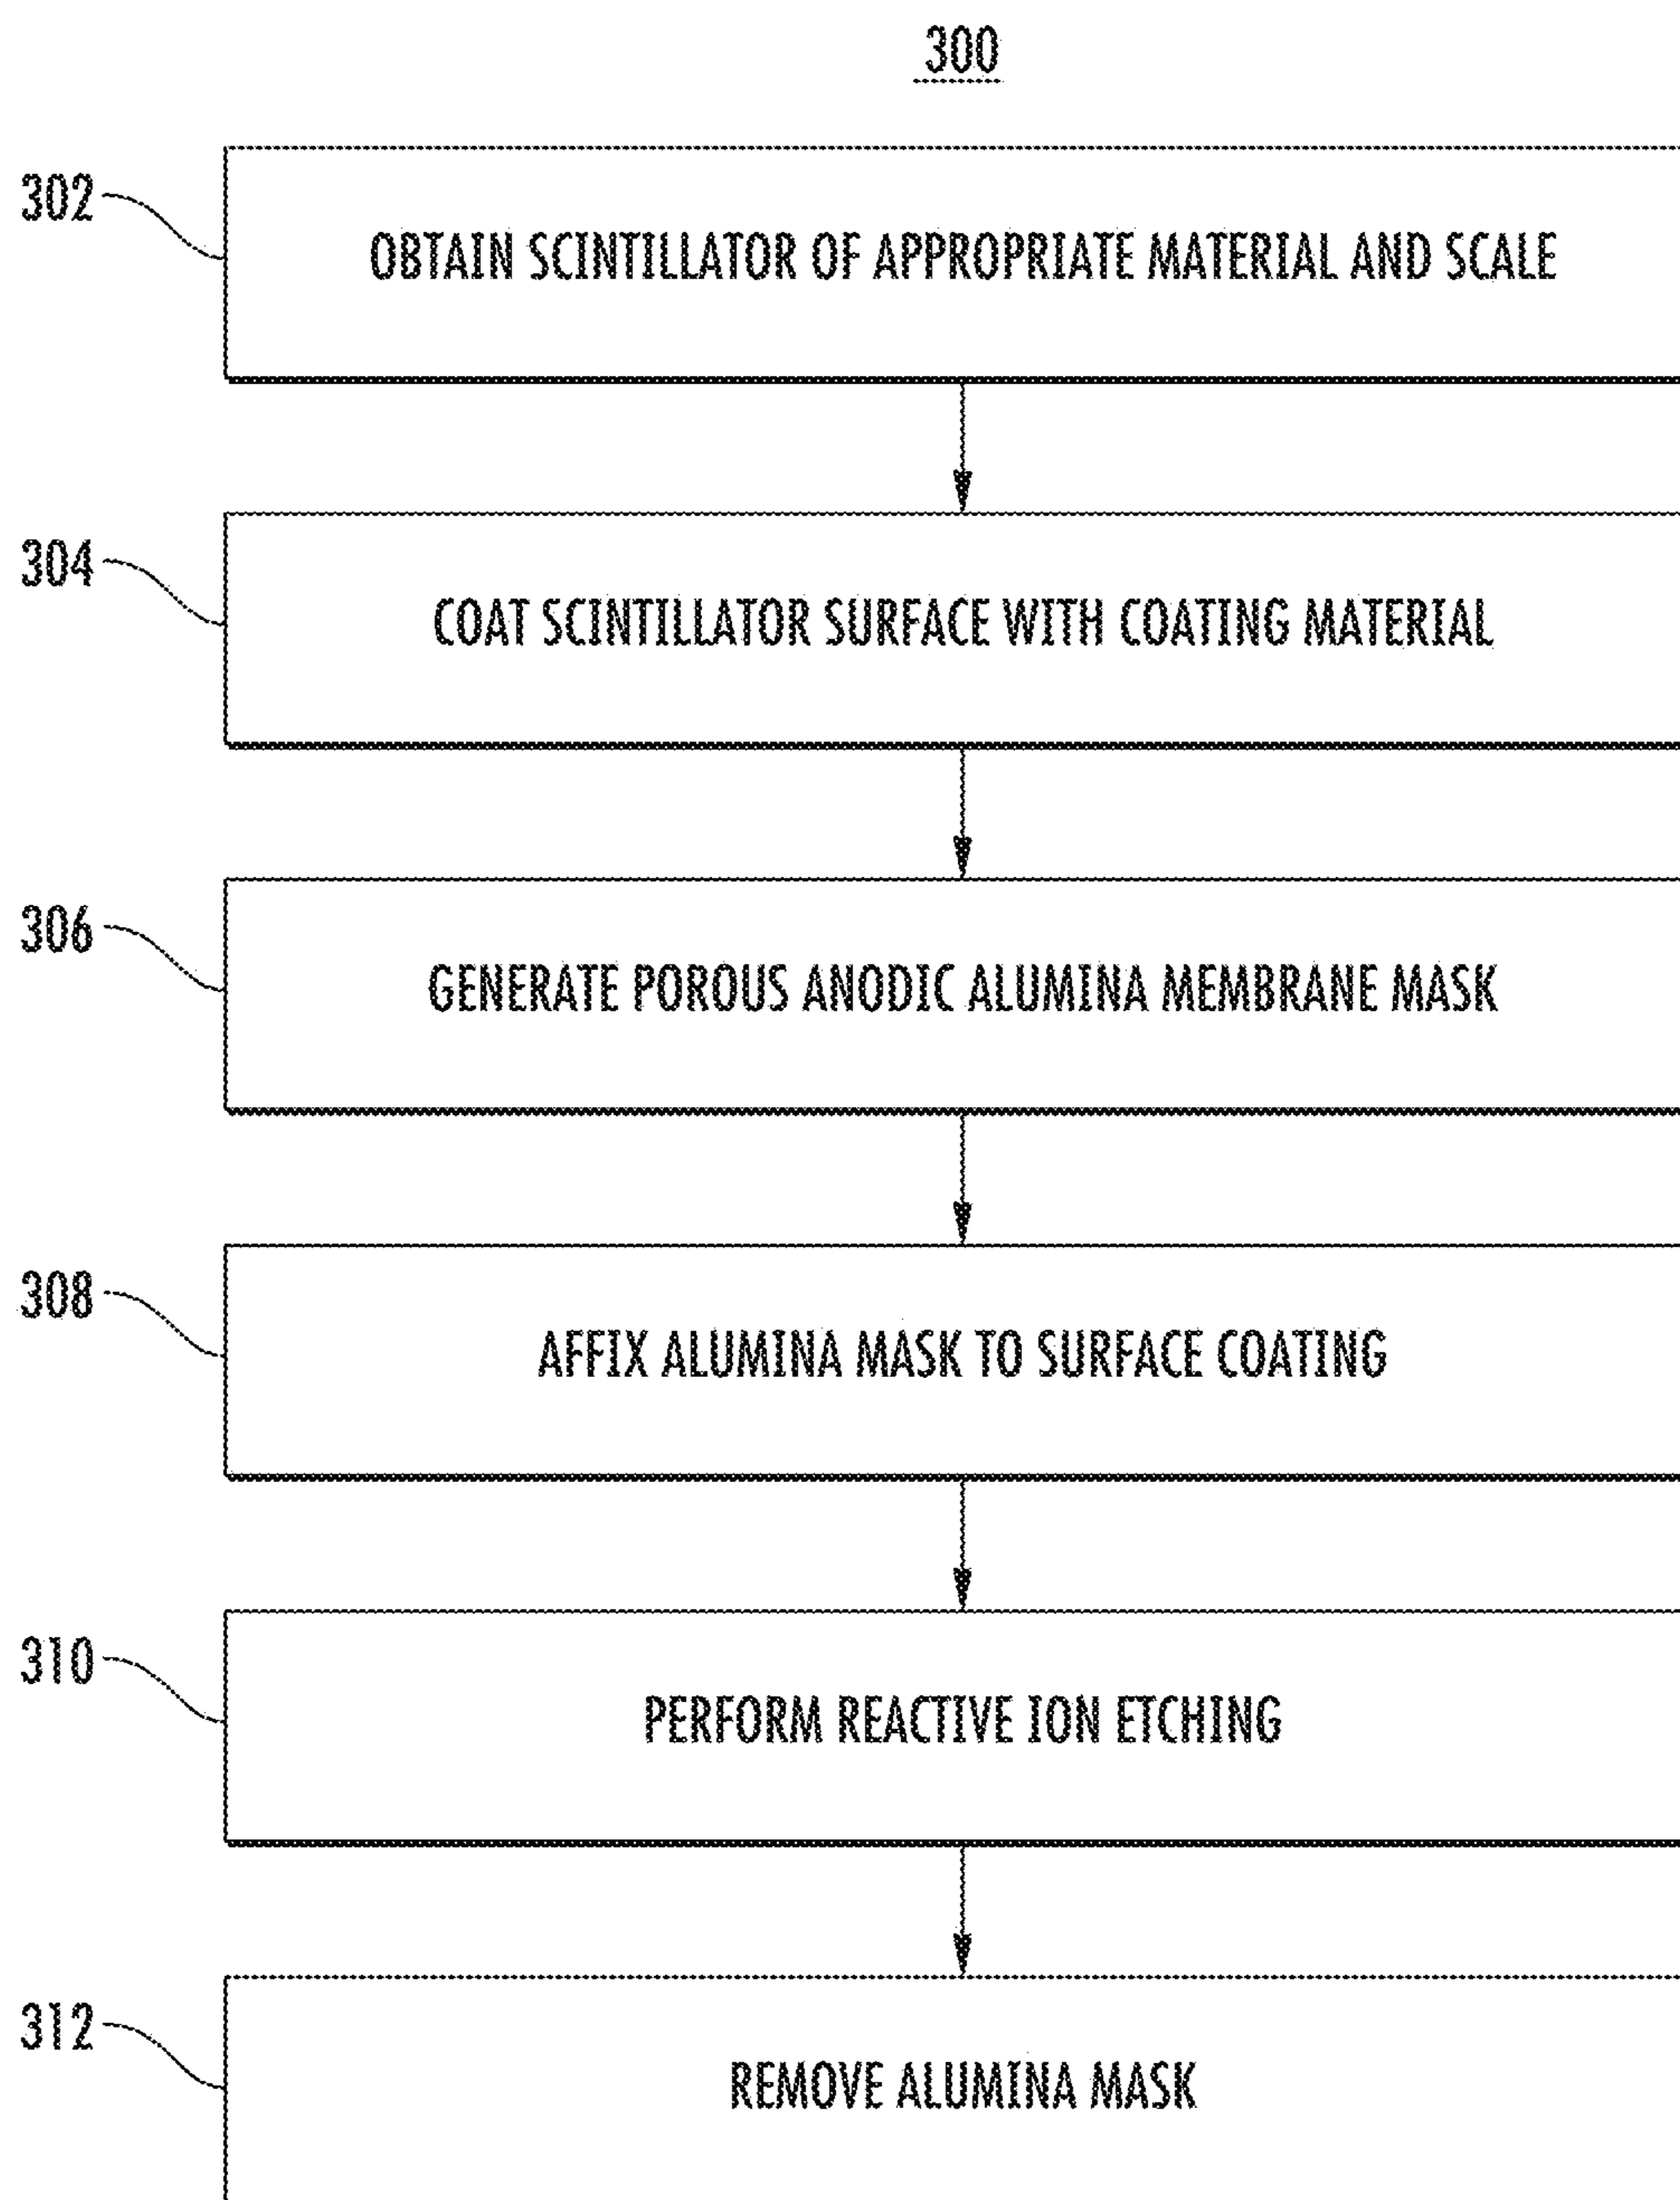 300
302
OBTAIN SCINTILLATOR OF APPROPRIATE MATERIAL AND SCALE
304
COAT SCINTILLATOR SURFACE WITH COATING MATERIAL
306
GENERATE POROUS ANODIC ALUMINA MEMBRANE MASK
308
AFFIX ALUMINA MASK TO SURFACE COATING
310
PERFORM REACTIVE ION ETCHING
312
REMOVE ALUMINA MASK